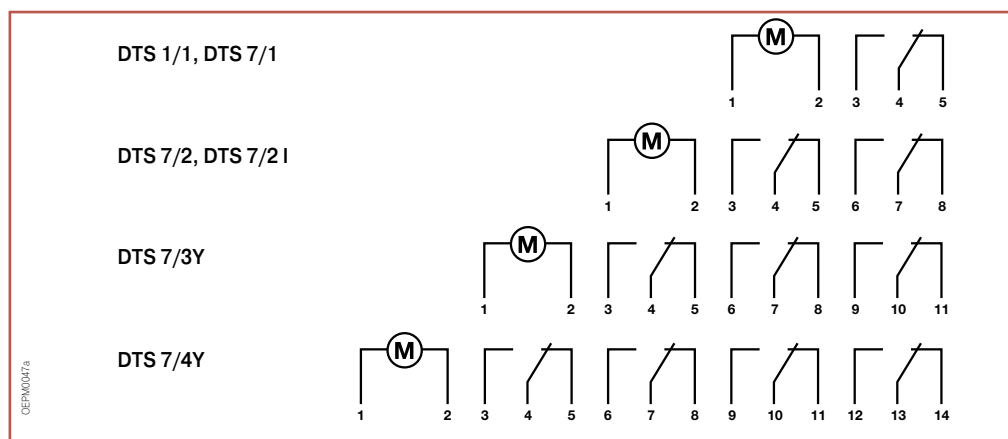 DTS 1/1, DTS 7/1
M
1 2 3 4 5
DTS 7/2, DTS 7/2 I
M
1 2 3 4 5 6 7 8
DTS 7/3Y
M
1 2 3 4 5 6 7 8 9 10 11
DTS 7/4Y
M
1 2 3 4 5 6 7 8 9 10 11 12 13 14
OEPM0047a